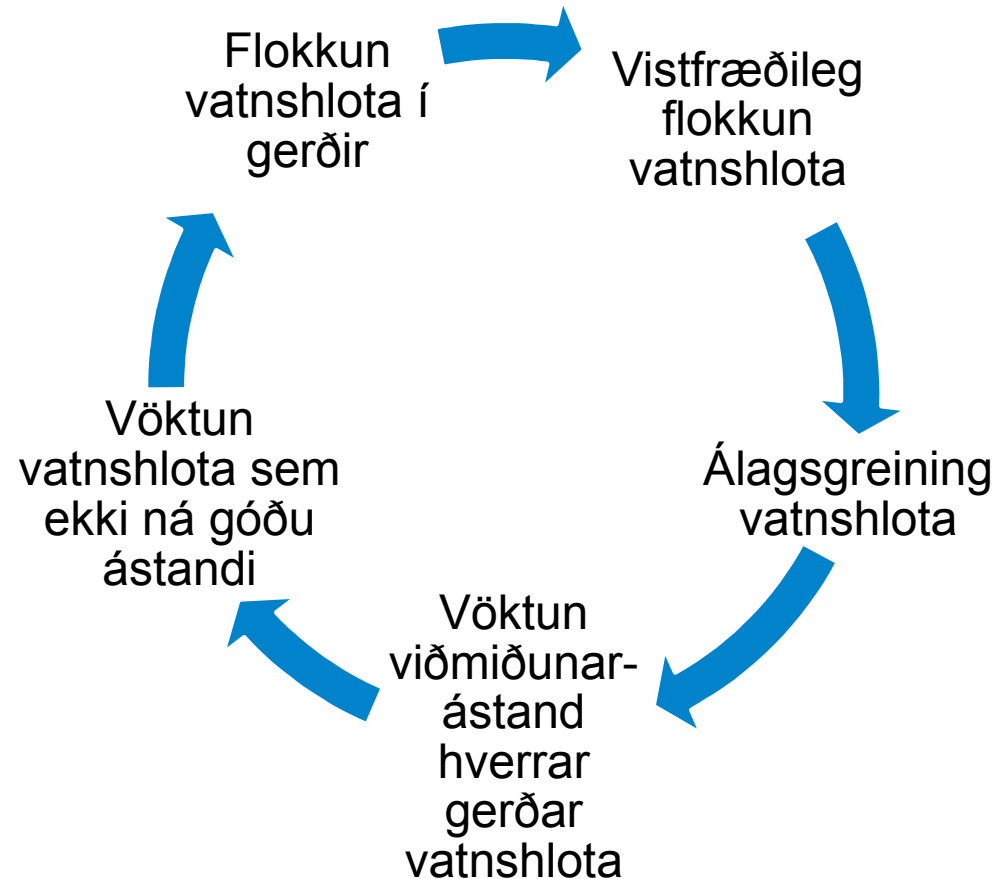 Flokkun
vatnshlota í
gerðir
Vistfræðileg
flokkun
vatnshlota
Álagsgreining
vatnshlota
Vöktun
viðmiðunar-
ástand
hverrar
gerðar
vatnshlota
Vöktun
vatnshlota sem
ekki ná góðu
ástandi